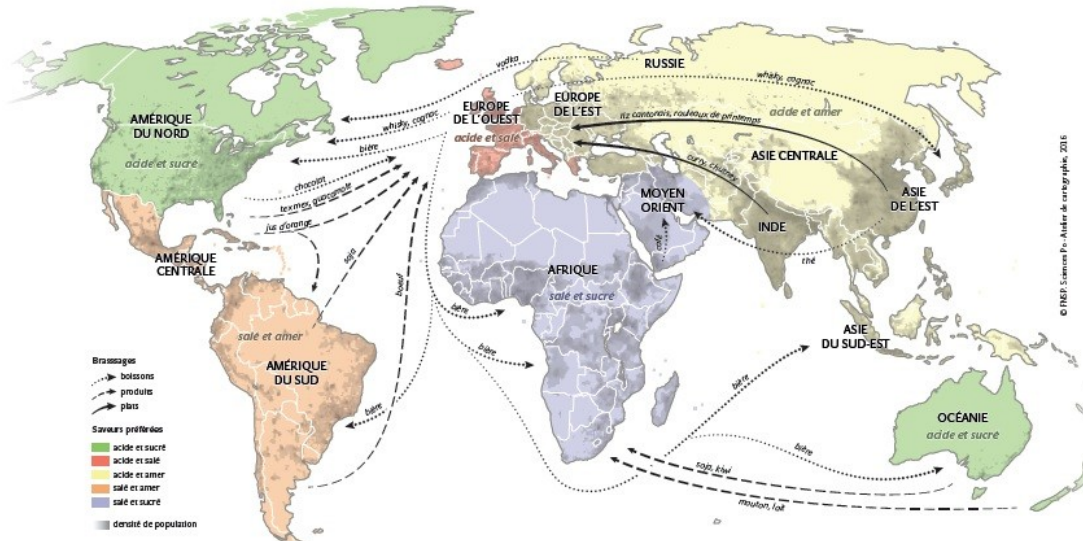 RUSSIE
vodka
whisky, cognac
EUROPE
DE L'OUEST
acide et salé
EUROPE
DE L'EST
AMÉRIQUE
DU NORD
acide et sucré
whisky, cognac
bière
riz cantonais, rouleaux de printemps
acide et amer
curry, chutney
ASIE CENTRALE
chocolat
tex mex, guacamole
jus d'orange
MOYEN
ORIENT
INDE
ASIE
DE L'EST
café
thé
AMÉRIQUE
CENTRALE
soja
boeuf
AFRIQUE
salé et sucré
bière
bière
salé et amer
AMÉRIQUE
DU SUD
bière
ASIE
DU SUD-EST
bière
OCÉANIE
acide et sucré
bière
soja, kiwi
mouton, lait
Brassages
boissons
produits
plats
Saveurs préférées
acide et sucré
acide et salé
acide et amer
salé et amer
salé et sucré
densité de population
© FNSP. Sciences Po - Atelier de cartographie, 2016